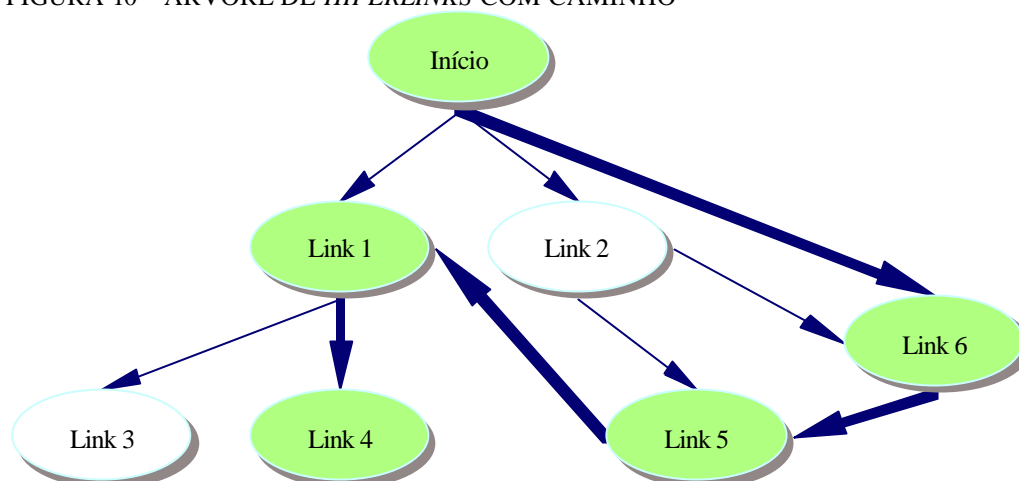 FIGURA 10 – ÁRVORE DE HIPERLINKS COM CAMINHO
Início
Link 1
Link 2
Link 6
Link 3
Link 4
Link 5